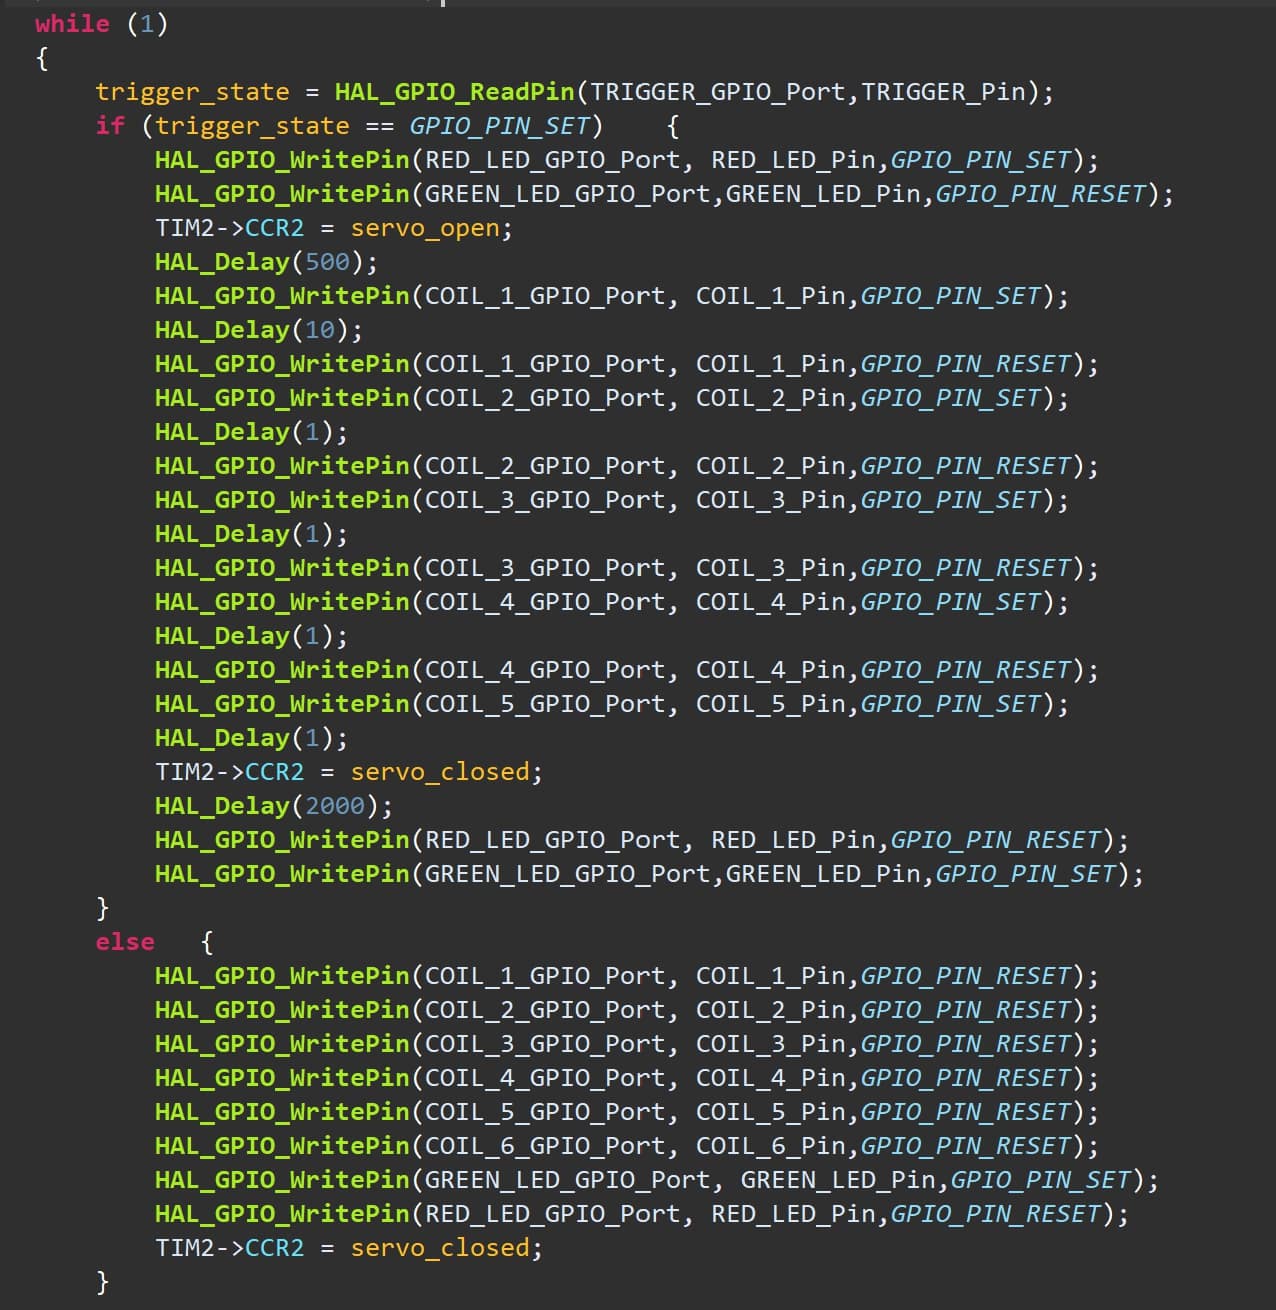 while (1)
{
trigger_state = HAL_GPIO_ReadPin(TRIGGER_GPIO_Port,TRIGGER_Pin);
if (trigger_state == GPIO_PIN_SET)    {
HAL_GPIO_WritePin(RED_LED_GPIO_Port, RED_LED_Pin,GPIO_PIN_SET);
HAL_GPIO_WritePin(GREEN_LED_GPIO_Port,GREEN_LED_Pin,GPIO_PIN_RESET);
TIM2->CCR2 = servo_open;
HAL_Delay(500);
HAL_GPIO_WritePin(COIL_1_GPIO_Port, COIL_1_Pin,GPIO_PIN_SET);
HAL_Delay(10);
HAL_GPIO_WritePin(COIL_1_GPIO_Port, COIL_1_Pin,GPIO_PIN_RESET);
HAL_GPIO_WritePin(COIL_2_GPIO_Port, COIL_2_Pin,GPIO_PIN_SET);
HAL_Delay(1);
HAL_GPIO_WritePin(COIL_2_GPIO_Port, COIL_2_Pin,GPIO_PIN_RESET);
HAL_GPIO_WritePin(COIL_3_GPIO_Port, COIL_3_Pin,GPIO_PIN_SET);
HAL_Delay(1);
HAL_GPIO_WritePin(COIL_3_GPIO_Port, COIL_3_Pin,GPIO_PIN_RESET);
HAL_GPIO_WritePin(COIL_4_GPIO_Port, COIL_4_Pin,GPIO_PIN_SET);
HAL_Delay(1);
HAL_GPIO_WritePin(COIL_4_GPIO_Port, COIL_4_Pin,GPIO_PIN_RESET);
HAL_GPIO_WritePin(COIL_5_GPIO_Port, COIL_5_Pin,GPIO_PIN_SET);
HAL_Delay(1);
TIM2->CCR2 = servo_closed;
HAL_Delay(2000);
HAL_GPIO_WritePin(RED_LED_GPIO_Port, RED_LED_Pin,GPIO_PIN_RESET);
HAL_GPIO_WritePin(GREEN_LED_GPIO_Port,GREEN_LED_Pin,GPIO_PIN_SET);
}
else   {
HAL_GPIO_WritePin(COIL_1_GPIO_Port, COIL_1_Pin,GPIO_PIN_RESET);
HAL_GPIO_WritePin(COIL_2_GPIO_Port, COIL_2_Pin,GPIO_PIN_RESET);
HAL_GPIO_WritePin(COIL_3_GPIO_Port, COIL_3_Pin,GPIO_PIN_RESET);
HAL_GPIO_WritePin(COIL_4_GPIO_Port, COIL_4_Pin,GPIO_PIN_RESET);
HAL_GPIO_WritePin(COIL_5_GPIO_Port, COIL_5_Pin,GPIO_PIN_RESET);
HAL_GPIO_WritePin(COIL_6_GPIO_Port, COIL_6_Pin,GPIO_PIN_RESET);
HAL_GPIO_WritePin(GREEN_LED_GPIO_Port, GREEN_LED_Pin,GPIO_PIN_SET);
HAL_GPIO_WritePin(RED_LED_GPIO_Port, RED_LED_Pin,GPIO_PIN_RESET);
TIM2->CCR2 = servo_closed;
}